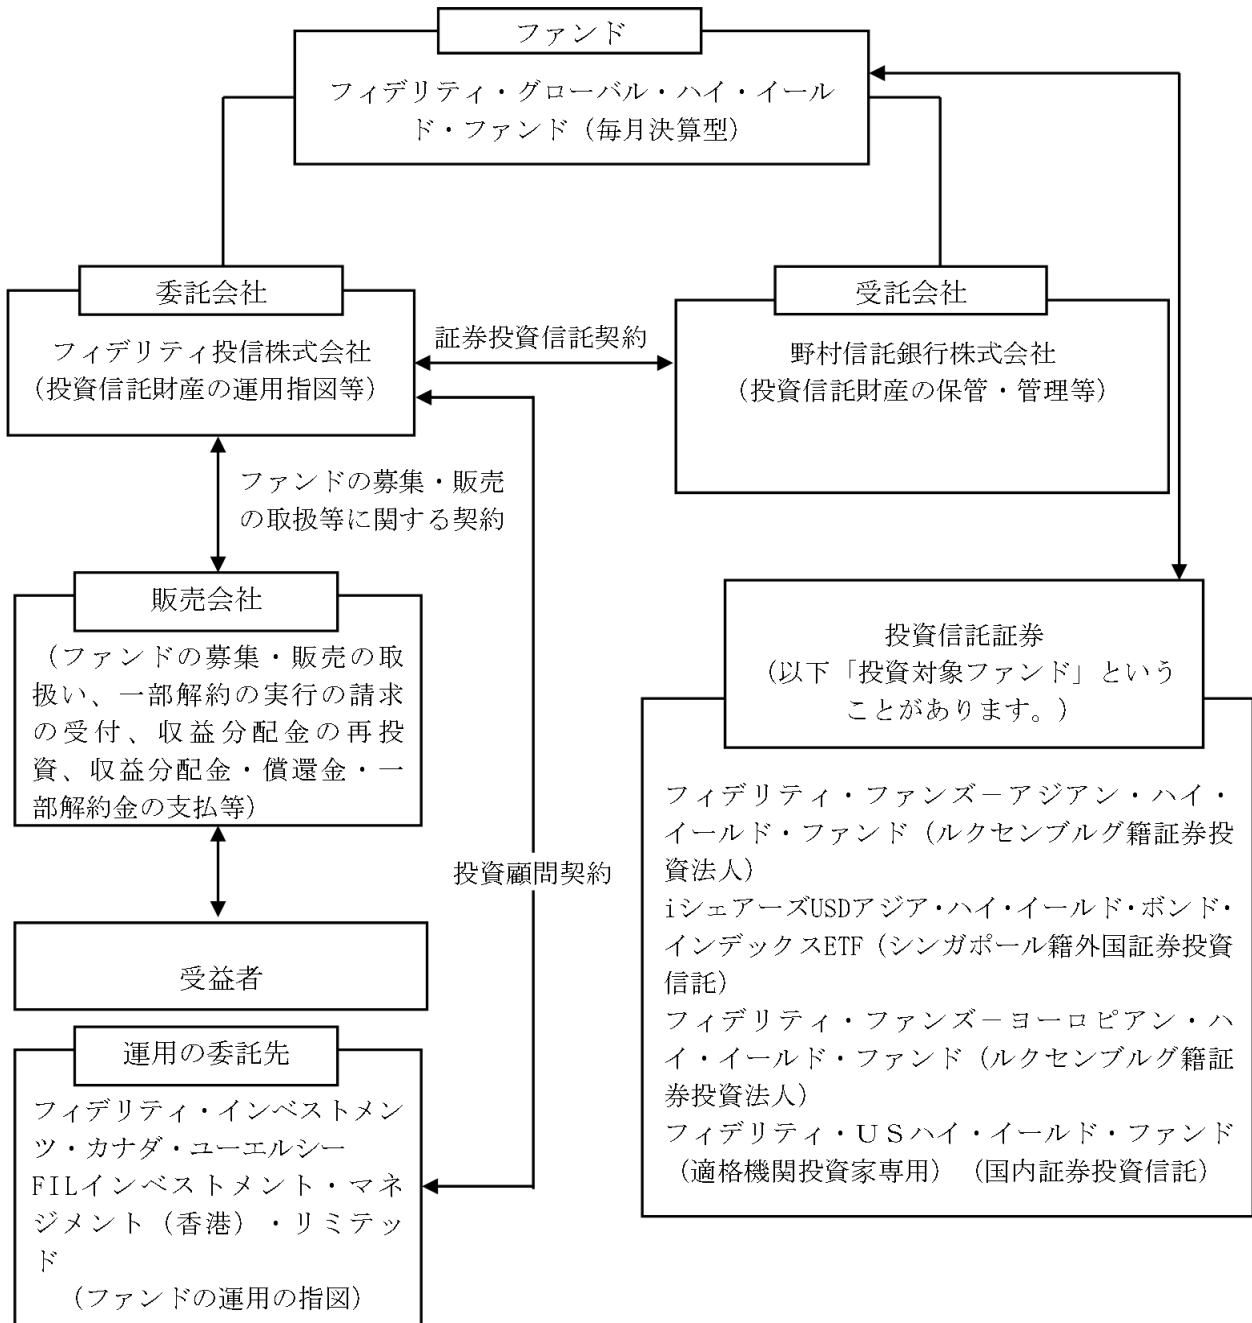 ファンド
フィデリティ・グローバル・ハイ・イール
ド・ファンド（毎月決算型）
委託会社
フィデリティ投信株式会社
（投資信託財産の運用指図等）
証券投資信託契約
受託会社
野村信託銀行株式会社
（投資信託財産の保管・管理等）
ファンドの募集・販売
の取扱等に関する契約
販売会社
（ファンドの募集・販売の取
扱い、一部解約の実行の請求
の受付、収益分配金の再投
資、収益分配金・償還金・一
部解約金の支払等）
投資顧問契約
受益者
運用の委託先
フィデリティ・インベストメン
ツ・カナダ・ユーエルシー
FILインベストメント・マネ
ジメント（香港）・リミテッ
ド
（ファンドの運用の指図）
投資信託証券
（以下「投資対象ファンド」という
ことがあります。）
フィデリティ・ファンズ－アジアン・ハイ・
イールド・ファンド（ルクセンブルグ籍証券投
資法人）
iシェアーズUSDアジア・ハイ・イールド・ボンド・
インデックスETF（シンガポール籍外国証券投資
信託）
フィデリティ・ファンズ－ヨーロピアン・ハ
イ・イールド・ファンド（ルクセンブルグ籍証
券投資法人）
フィデリティ・ＵＳハイ・イールド・ファンド
（適格機関投資家専用）（国内証券投資信託）